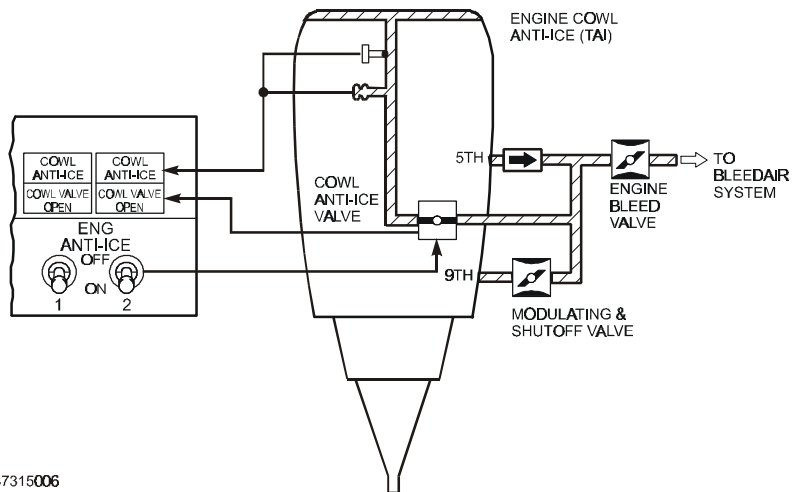 ENGINE COWL
ANTI-ICE (TAI)
COWL
ANTI-ICE
COWL
ANTI-ICE
COWL VALVE
OPEN
COWL VALVE
OPEN
ENG
ANTI-ICE
OFF
ON
1
2
COWL
ANTI-ICE
VALVE
5TH
9TH
TO
BLEEDAIR
SYSTEM
ENGINE
BLEED
VALVE
MODULATING &
SHUTOFF VALVE
7315006